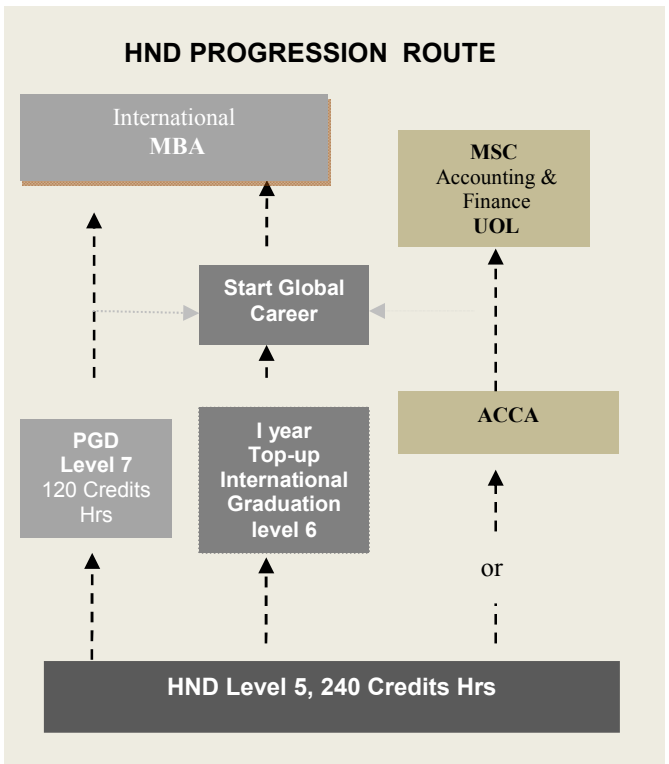 HND PROGRESSION ROUTE
International
MBA
MSC
Accounting &
Finance
UOL
Start Global
Career
PGD
Level 7
120 Credits
Hrs
I year
Top-up
International
Graduation
level 6
ACCA
or
HND Level 5, 240 Credits Hrs